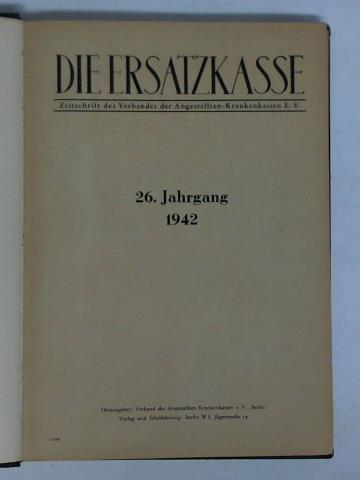 DIE ERSATZKASSE
Zeitschrift des Verbandes der Angestellten-Krankenkassen E. V.
26. Jahrgang
1942
Herausgeber: Verband der Angestellten-Krankenkassen e. V., Berlin
Verlag und Schriftleitung: Berlin W 8, Jägerstraße